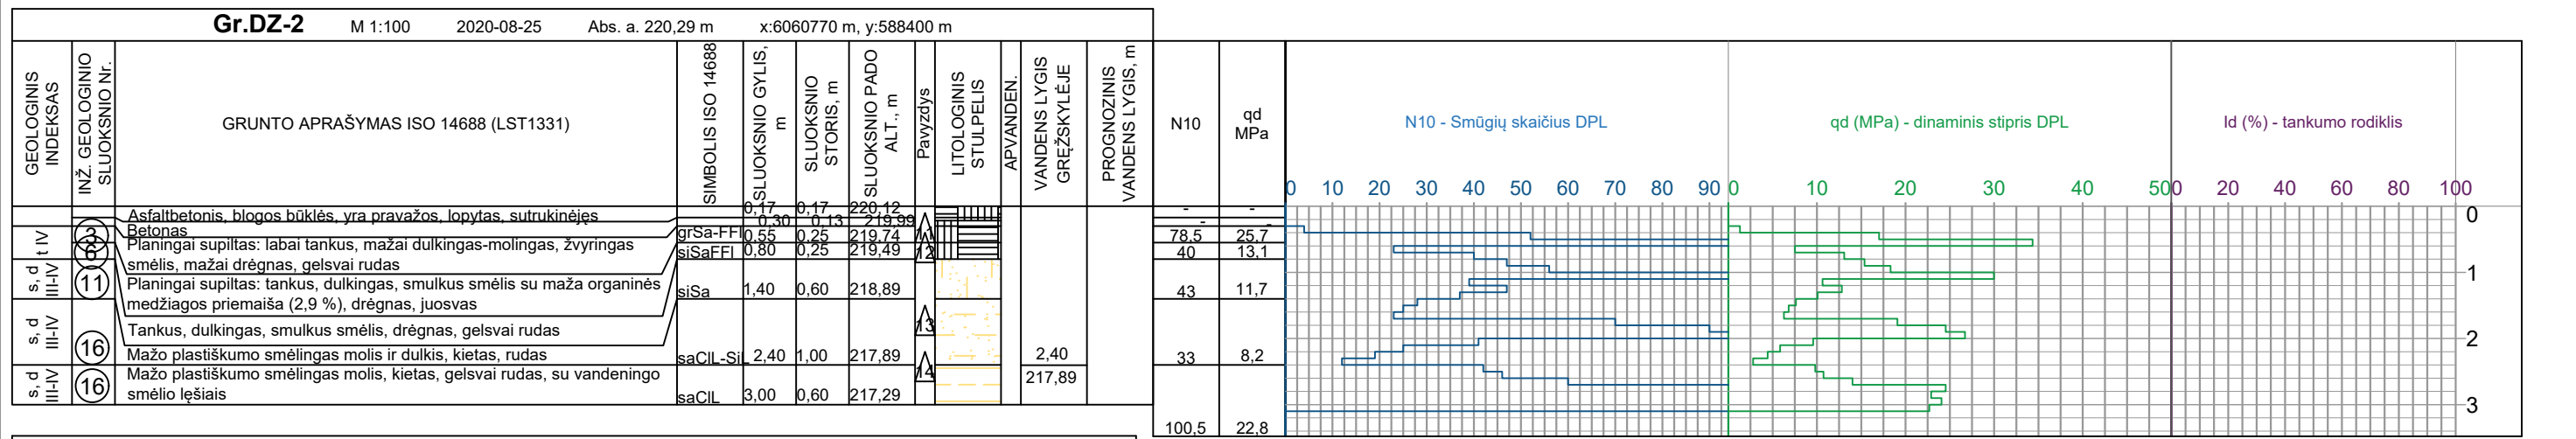 Gr.DZ-2 M 1:100 2020-08-25 Abs. a. 220,29 m x:6060770 m, y:588400 m
GEOLOGINIS INDEKSAS
INŽ. GEOLOGINIO SLUOKSNIO Nr.
GRUNTO APRAŠYMAS ISO 14688 (LST1331)
SIMBOLIS ISO 14688
SLUOKSNIO GYLIS, m
SLUOKSNIO STORIS, m
SLUOKSNIO PADO ALT., m
Pavyzdys
LITOLOGINIS STULPELIS
APVANDEN.
VANDENS LYGIS GRĘŽSKYLĖJE
PROGNOZINIS VANDENS LYGIS, m
N10
qd MPa
N10 - Smūgių skaičius DPL
qd (MPa) - dinaminis stipris DPL
Id (%) - tankumo rodiklis
0 10 20 30 40 50 60 70 80 90
0 10 20 30 40 50
0 20 40 60 80 100
Asfaltbetonis, blogos būklės, yra pravažos, lopytas, sutrukinėjęs 0,17 0,17 220,12 - -
Betonas 0,30 0,13 219,99 - -
t IV
3
Planingai supiltas: labai tankus, mažai dulkingas-molingas, žvyringas
smėlis, mažai drėgnas, gelsvai rudas
grSa-FFl 0,55 0,25 219,74 11 78,5 25,7
6
Planingai supiltas: tankus, dulkingas, smulkus smėlis su maža organinės
medžiagos priemaiša (2,9 %), drėgnas, juosvas
siSaFFl 0,80 0,25 219,49 12 40 13,1
s, d III-IV
11
Tankus, dulkingas, smulkus smėlis, drėgnas, gelsvai rudas
siSa 1,40 0,60 218,89 13 43 11,7
s, d III-IV
16
Mažo plastiškumo smėlingas molis ir dulkis, kietas, rudas
saClL-SiL 2,40 1,00 217,89 14 2,40 33 8,2
217,89
s, d III-IV
16
Mažo plastiškumo smėlingas molis, kietas, gelsvai rudas, su vandeningo
smėlio lęšiais
saClL 3,00 0,60 217,29
100,5 22,8
0
1
2
3